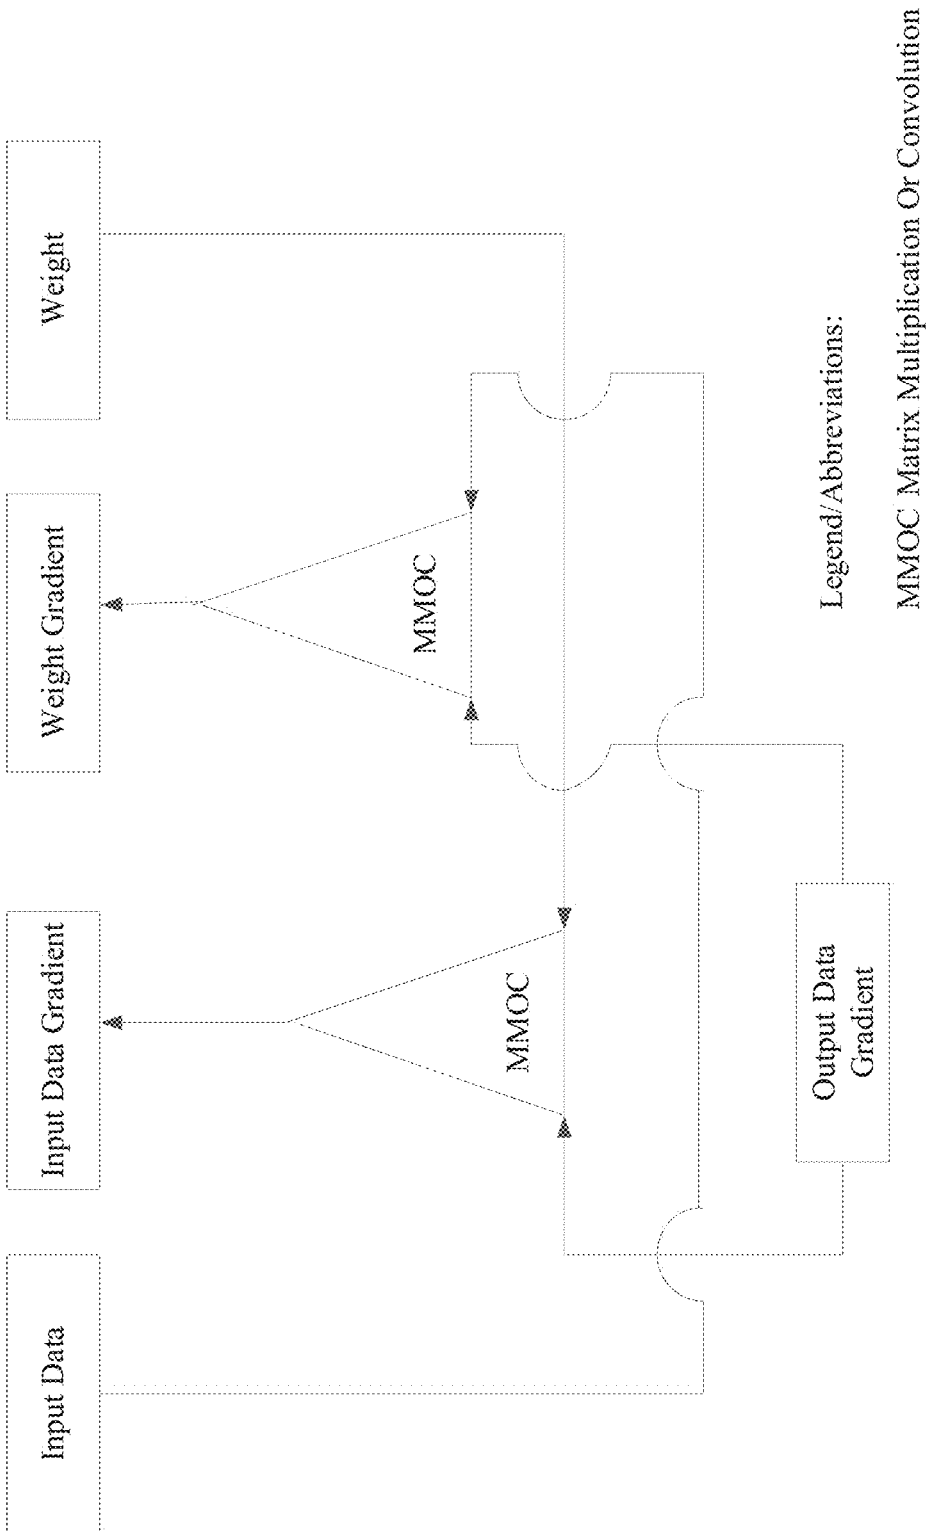 Input Data
Input Data Gradient
Weight Gradient
Weight
MMOC
MMOC
Output Data
Gradient
Legend/Abbreviations:
MMOC Matrix Multiplication Or Convolution